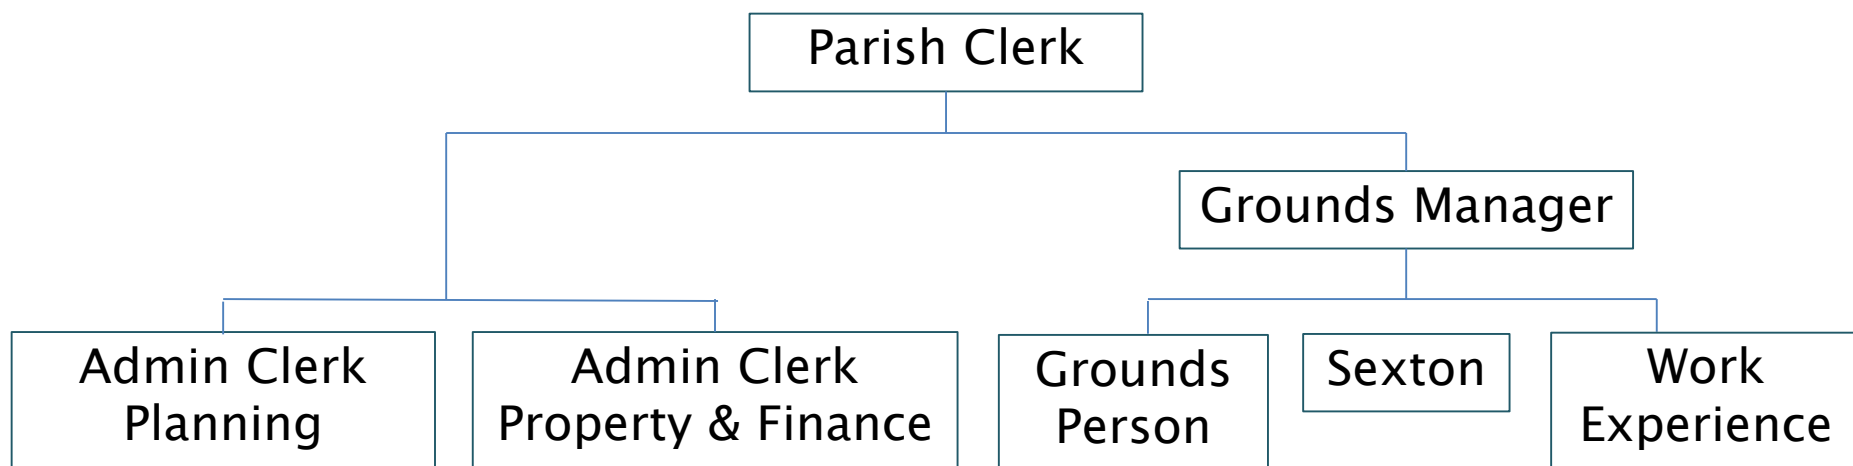 Parish Clerk
Grounds Manager
Admin Clerk
Planning
Admin Clerk
Property & Finance
Grounds
Person
Sexton
Work
Experience